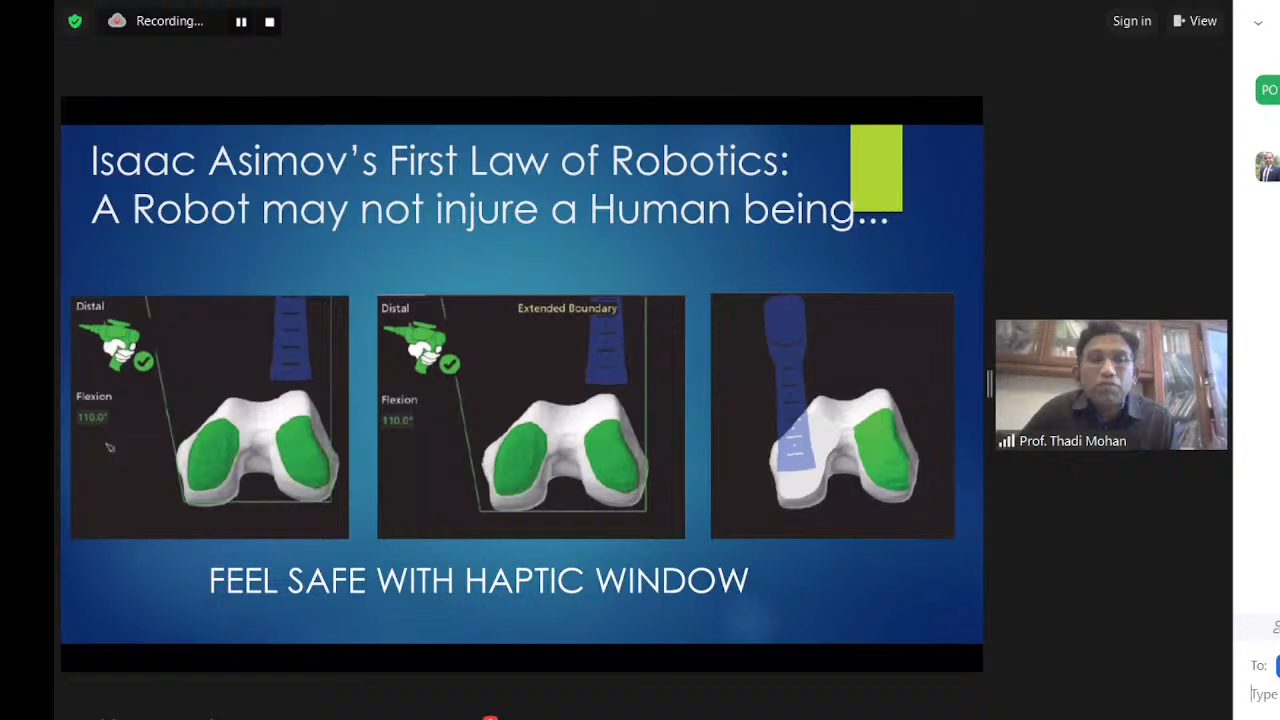 Recording...
Sign in
View
PO
Isaac Asimov's First Law of Robotics:
A Robot may not injure a Human being...
Distal
Flexion
110.0°
Distal
Extended Boundary
Flexion
110.0°
FEEL SAFE WITH HAPTIC WINDOW
Prof. Thadi Mohan
To:
Type